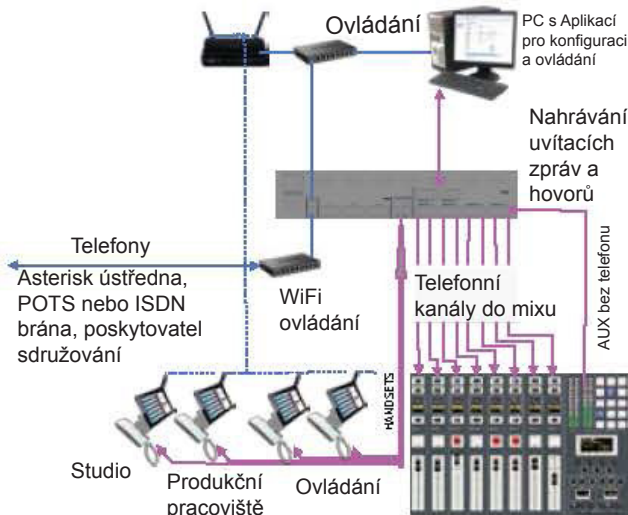 Ovládání
PC s Aplikací
pro konfiguraci
a ovládání
Nahrávání
uvítacích
zpráv a
hovorů
Telefony
Asterisk ústředna,
POTS nebo ISDN
brána, poskytovatel
sdružování
WiFi
ovládání
Telefonní
kanály do mixu
AUX bez telefonu
HANDSETS
Studio
Produkční
pracoviště
Ovládání